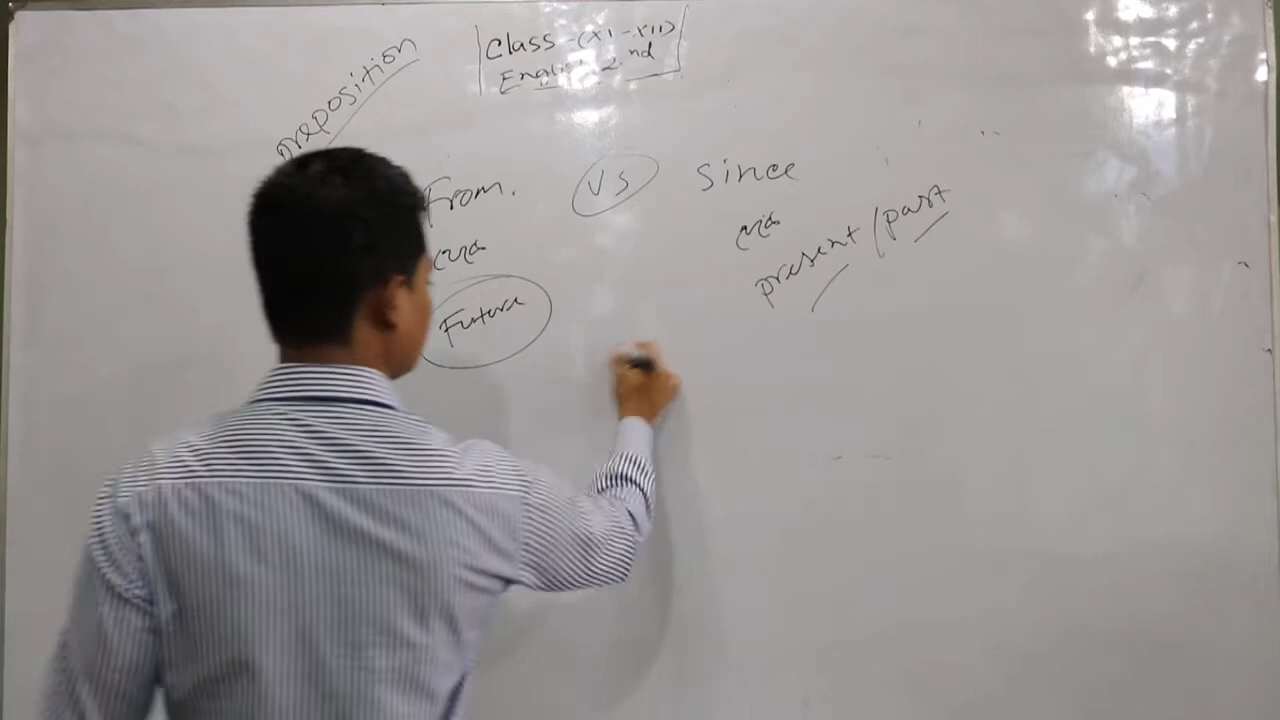 Class-(XI-XII)
English 2nd
preposition
From. VS since
থেকে
Future
present/past